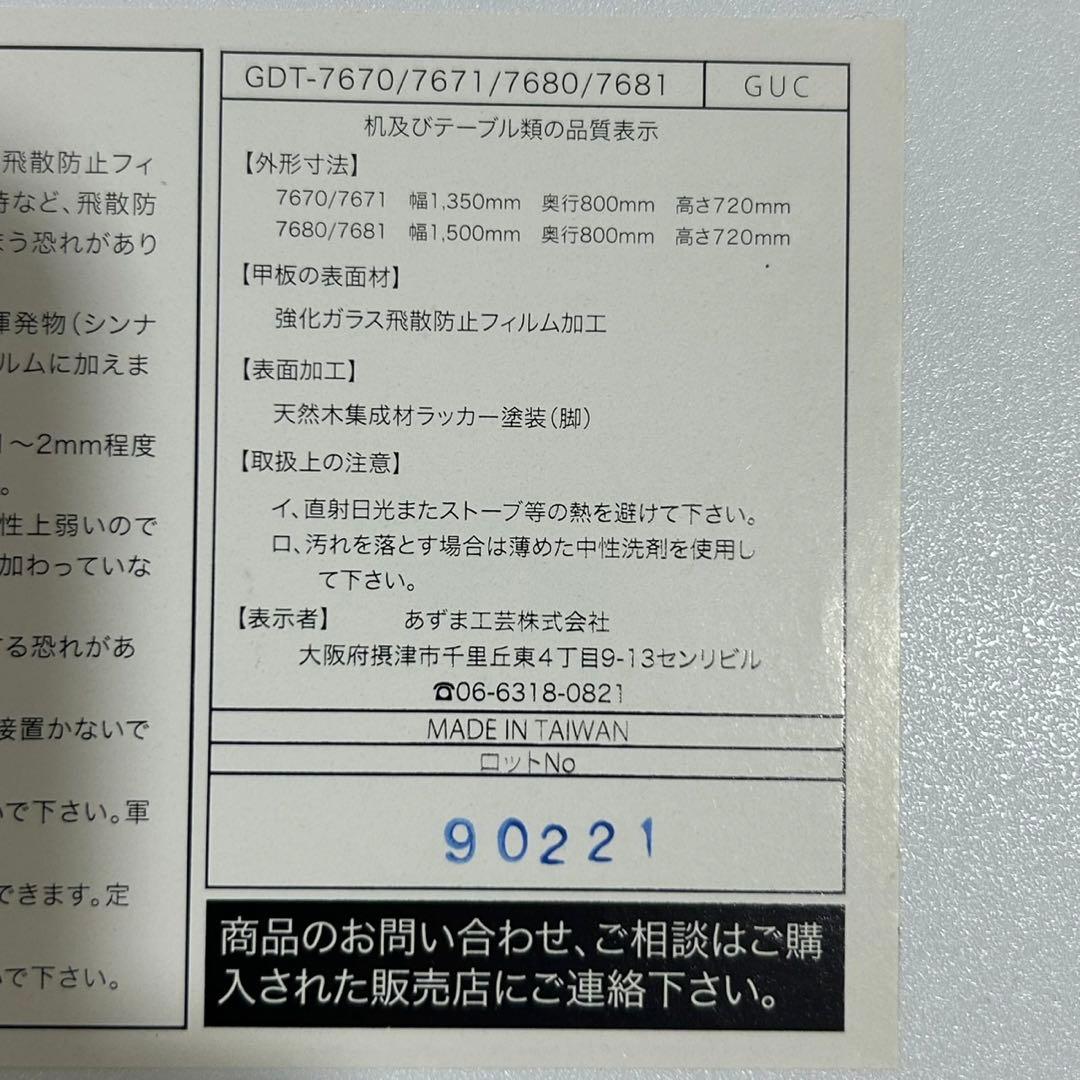 飛散防止フィ
時など、飛散防
まう恐れがあり
揮発物（シンナ
ルムに加えま
1～2mm程度
。
性上弱いので
加わっていな
する恐れがあ
接置かないで
いで下さい。軍
できます。定
いで下さい。
GDT-7670/7671/7680/7681 GUC
机及びテーブル類の品質表示
【外形寸法】
7670/7671 幅1,350mm 奥行800mm 高さ720mm
7680/7681 幅1,500mm 奥行800mm 高さ720mm
【甲板の表面材】
強化ガラス飛散防止フィルム加工
【表面加工】
天然木集成材ラッカー塗装（脚）
【取扱上の注意】
イ、直射日光またストーブ等の熱を避けて下さい。
ロ、汚れを落とす場合は薄めた中性洗剤を使用し
て下さい。
【表示者】 あずま工芸株式会社
大阪府摂津市千里丘東4丁目9-13センリビル
☎06-6318-0821
MADE IN TAIWAN
ロットNo
90221
商品のお問い合わせ、ご相談はご購
入された販売店にご連絡下さい。